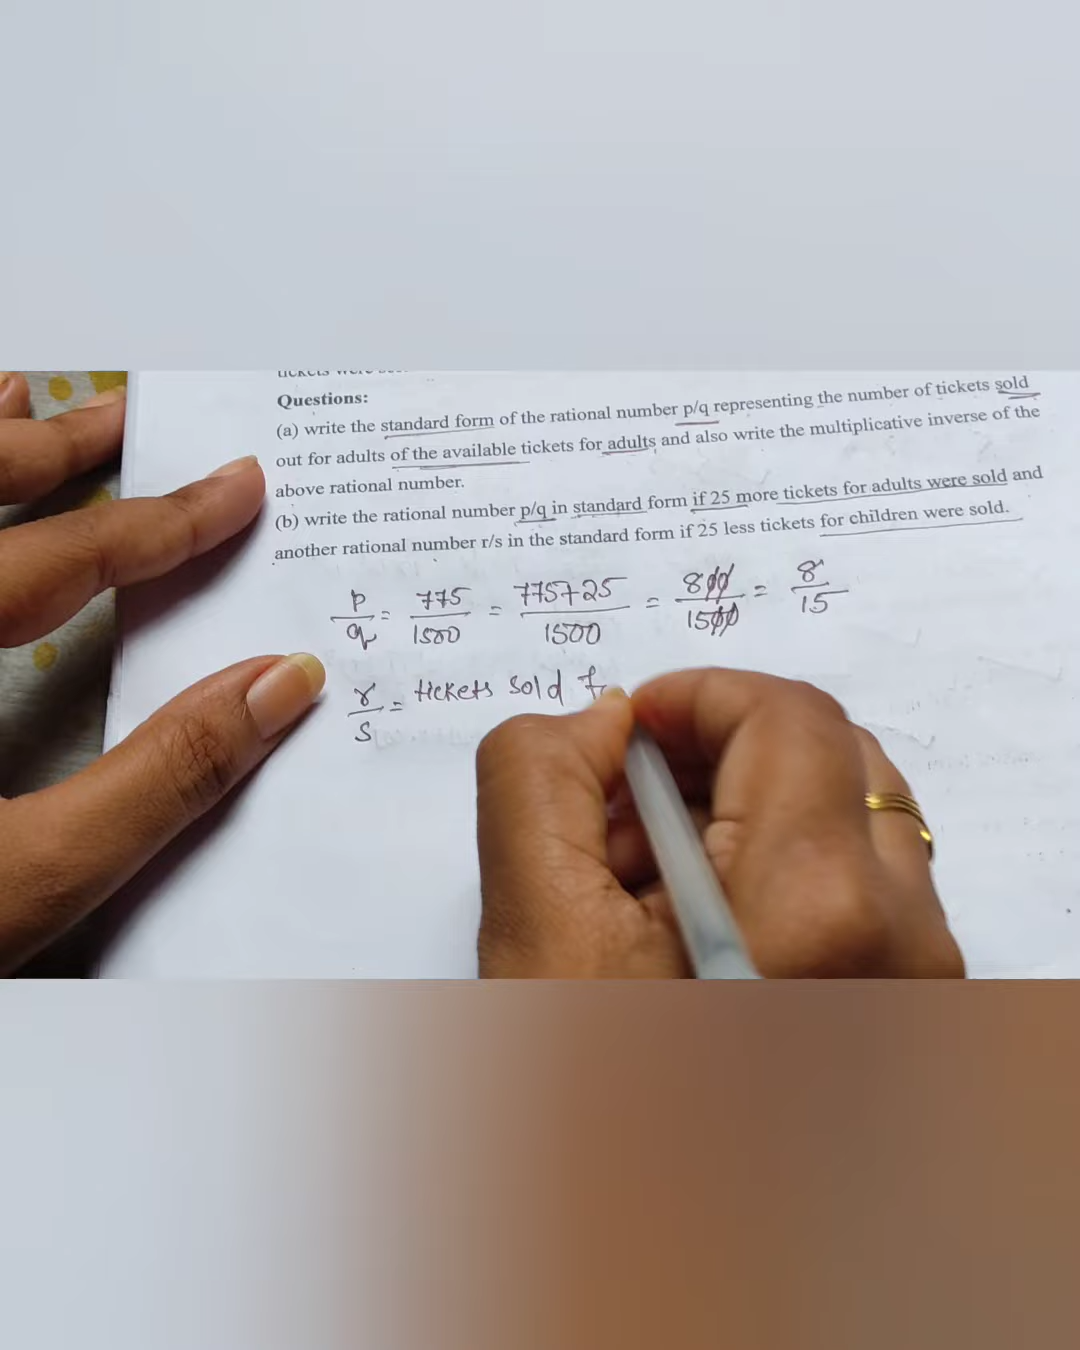 Questions:
(a) write the standard form of the rational number p/q representing the number of tickets sold
out for adults of the available tickets for adults and also write the multiplicative inverse of the
above rational number.
(b) write the rational number p/q in standard form if 25 more tickets for adults were sold and
another rational number r/s in the standard form if 25 less tickets for children were sold.
p/q = 775/1500 = 775+25/1500 = 800/1500 = 8/15
r/s = tickets sold